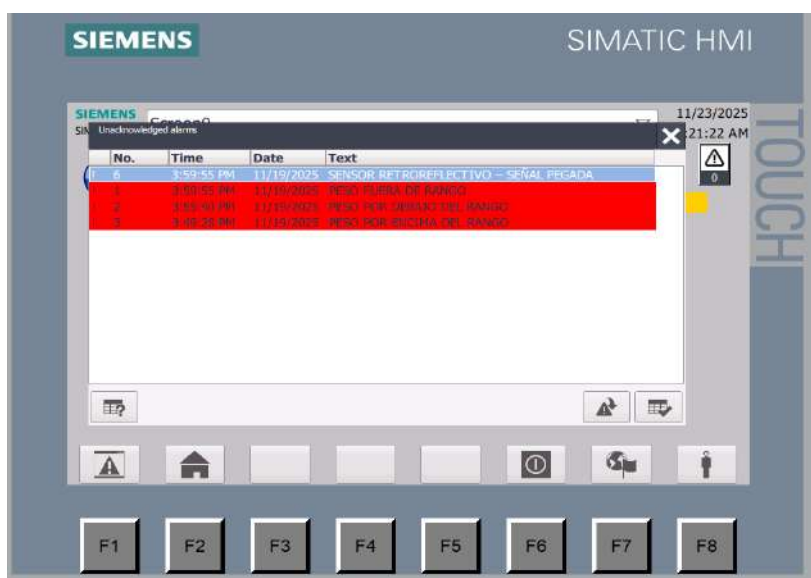 SIEMENS
SIMATIC HMI
TOUCH
SIEMENS
11/23/2025
:21:22 AM
Unacknowledged alarms
No. Time Date Text
! 6 3:59:55 PM 11/19/2025 SENSOR RETROREFLECTIVO – SEÑAL PEGADA
! 1 3:59:55 PM 11/19/2025 PESO FUERA DE RANGO
! 2 11/19/2025 PESO POR DEBAJO DEL RANGO
! 3 11/19/2025 PESO POR ENCIMA DEL RANGO
0
F1 F2 F3 F4 F5 F6 F7 F8